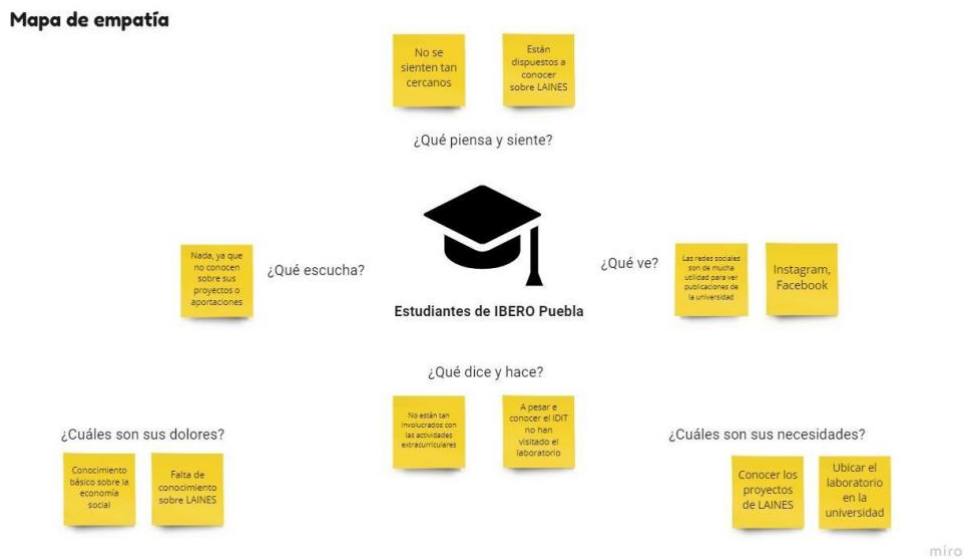 Mapa de empatía
No se
sienten tan
cercanos
Están
dispuestos a
conocer
sobre LAINES
¿Qué piensa y siente?
Nada, ya que
no conocen
sobre sus
proyectos o
aportaciones
¿Qué escucha?
Estudiantes de IBERO Puebla
¿Qué ve?
Las redes sociales
son de mucha
utilidad para ver
publicaciones de
la universidad
Instagram,
Facebook
¿Qué dice y hace?
No están tan
involucrados con
las actividades
extracurriculares
A pesar e
conocer el IDIT
no han
visitado el
laboratorio
¿Cuáles son sus dolores?
Conocimiento
básico sobre la
economía
social
Falta de
conocimiento
sobre LAINES
¿Cuáles son sus necesidades?
Conocer los
proyectos
de LAINES
Ubicar el
laboratorio
en la
universidad
miro